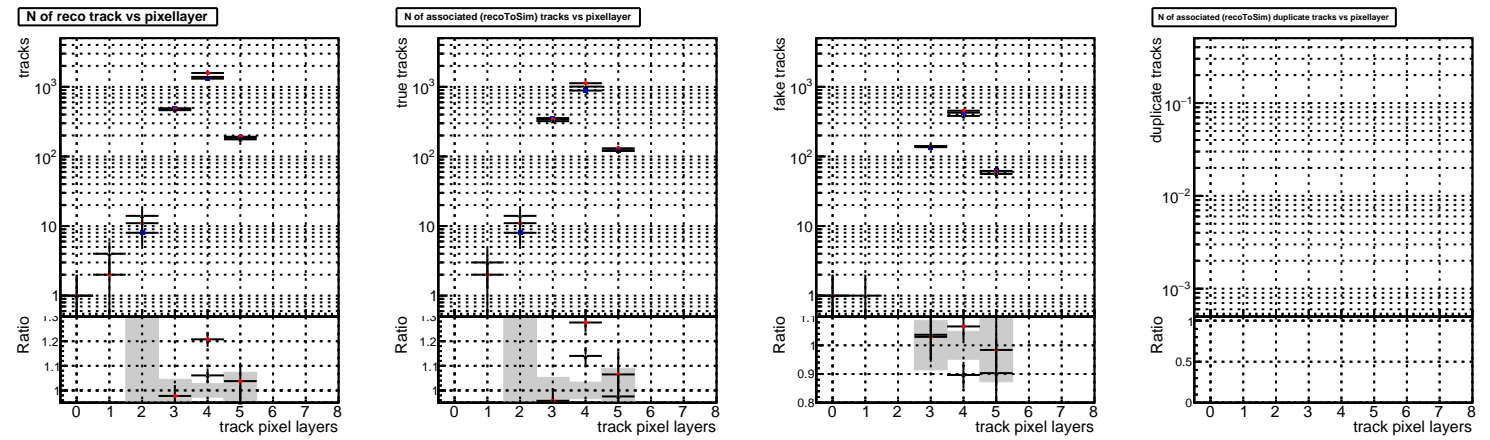 N of reco track vs pixellayer
tracks
10³
10²
10
1
Ratio
1.3
1.2
1.1
1
0 1 2 3 4 5 6 7 8
track pixel layers
N of associated (recoToSim) tracks vs pixellayer
true tracks
10³
10²
10
1
Ratio
1.3
1.2
1.1
1
0 1 2 3 4 5 6 7 8
track pixel layers
fake tracks
10³
10²
10
1
Ratio
1.1
1
0.9
0.8
0 1 2 3 4 5 6 7 8
track pixel layers
N of associated (recoToSim) duplicate tracks vs pixellayer
duplicate tracks
10⁻¹
10⁻²
10⁻³
Ratio
1
0.5
0
0 1 2 3 4 5 6 7 8
track pixel layers